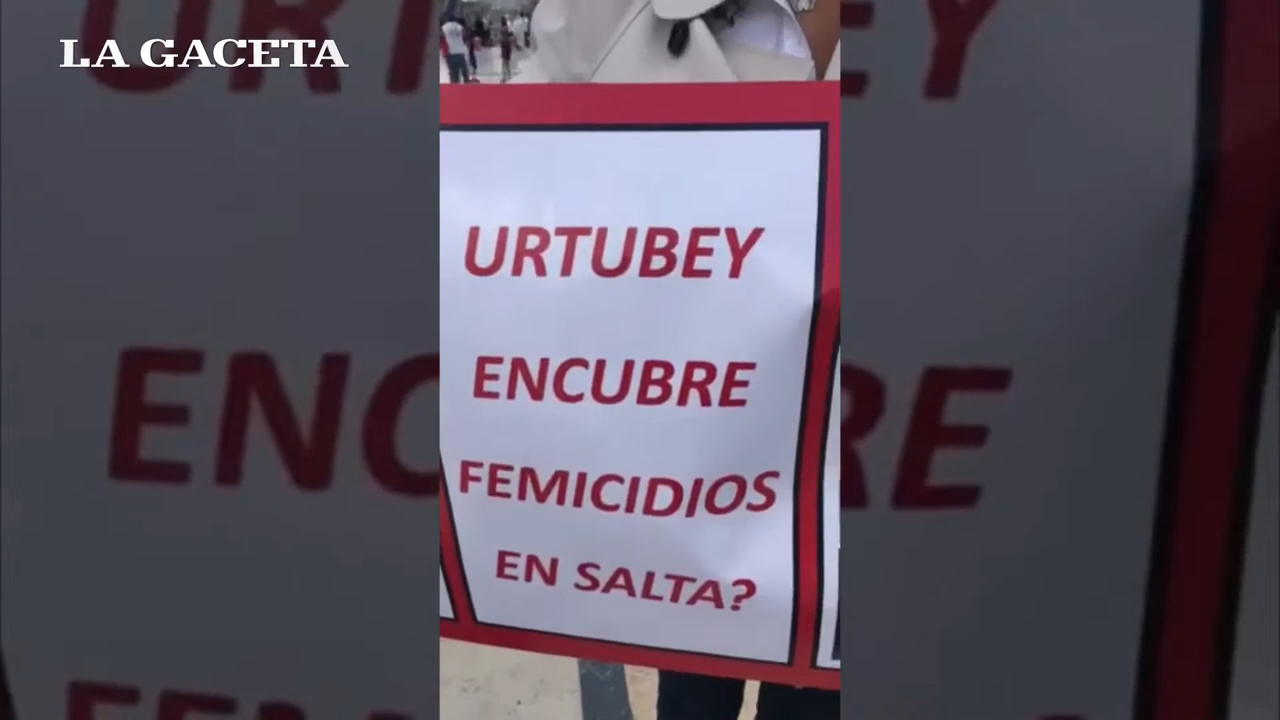 LA GACETA
URTUBEY
ENCUBRE
FEMICIDIOS
EN SALTA?